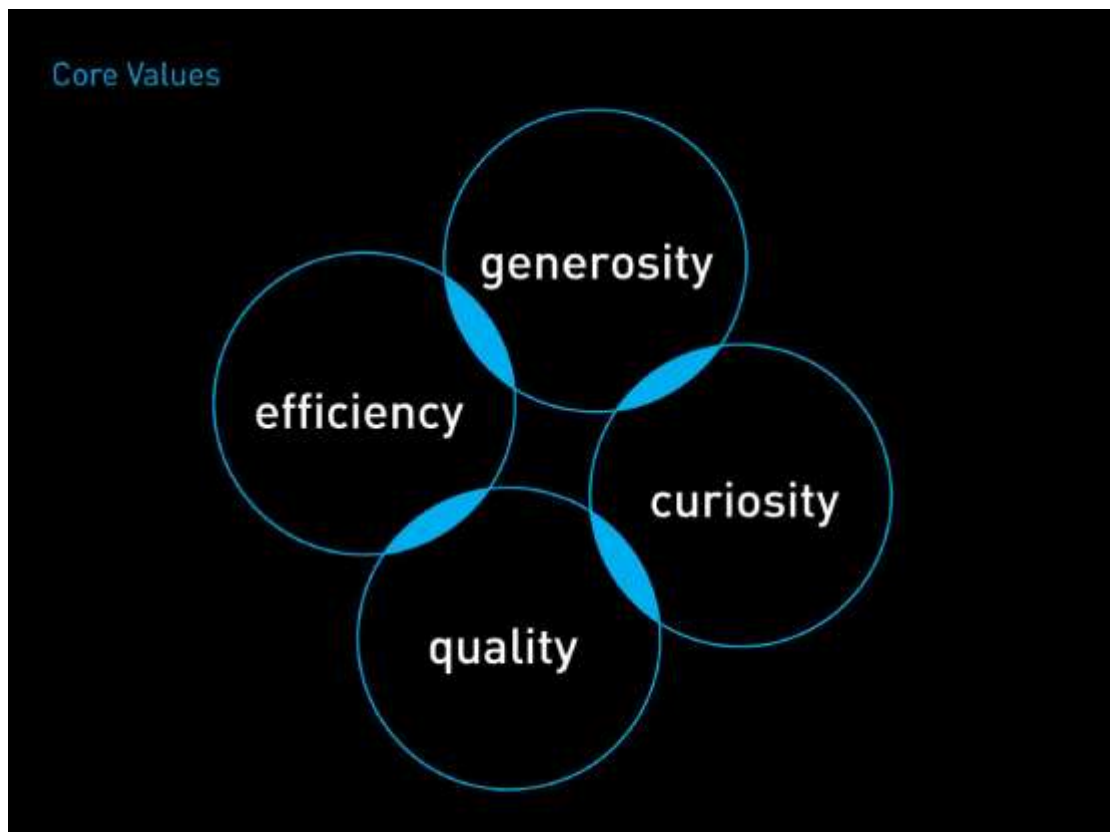 Core Values
generosity
efficiency
curiosity
quality